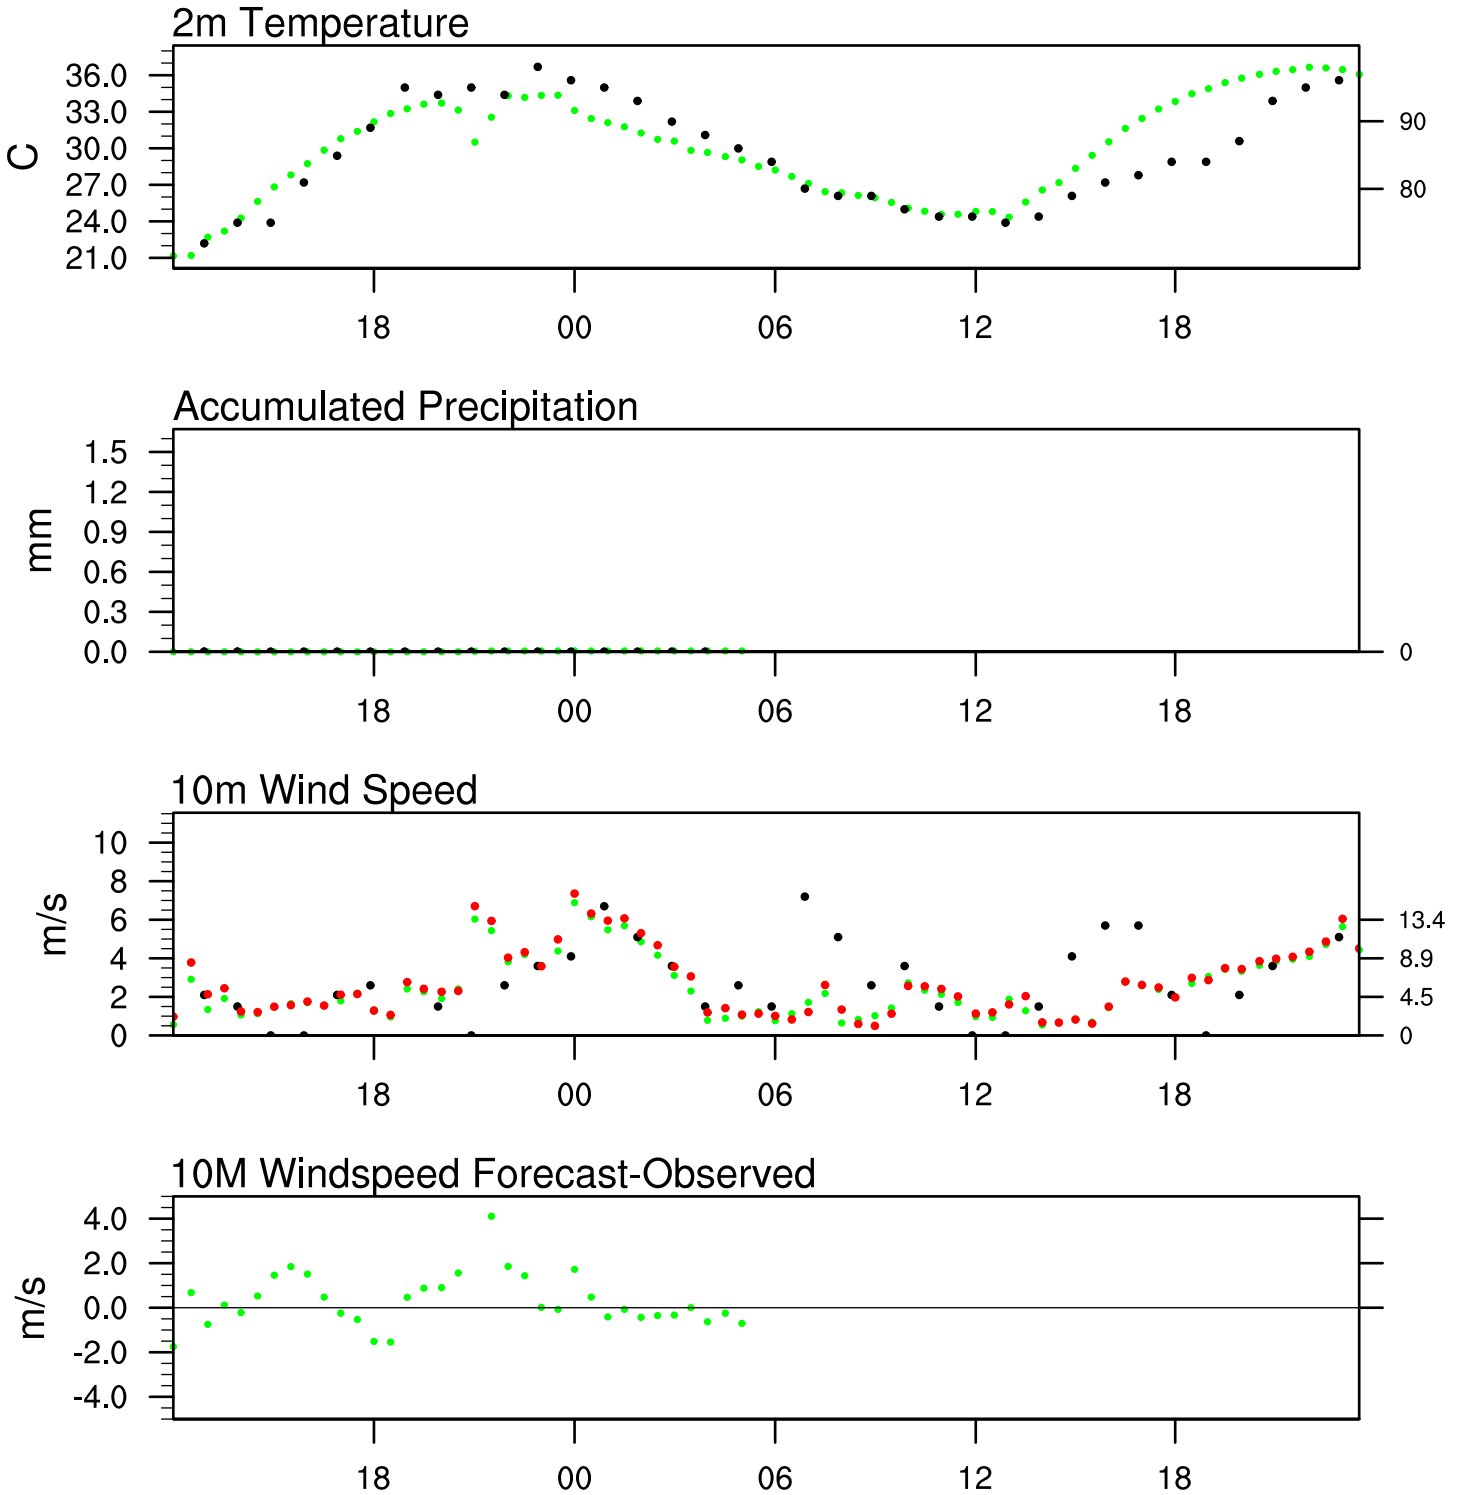 2m Temperature
C
36.0
33.0
30.0
27.0
24.0
21.0
90
80
18 00 06 12 18
Accumulated Precipitation
mm
1.5
1.2
0.9
0.6
0.3
0.0
0
18 00 06 12 18
10m Wind Speed
m/s
10
8
6
4
2
0
13.4
8.9
4.5
0
18 00 06 12 18
10M Windspeed Forecast-Observed
m/s
4.0
2.0
0.0
-2.0
-4.0
18 00 06 12 18